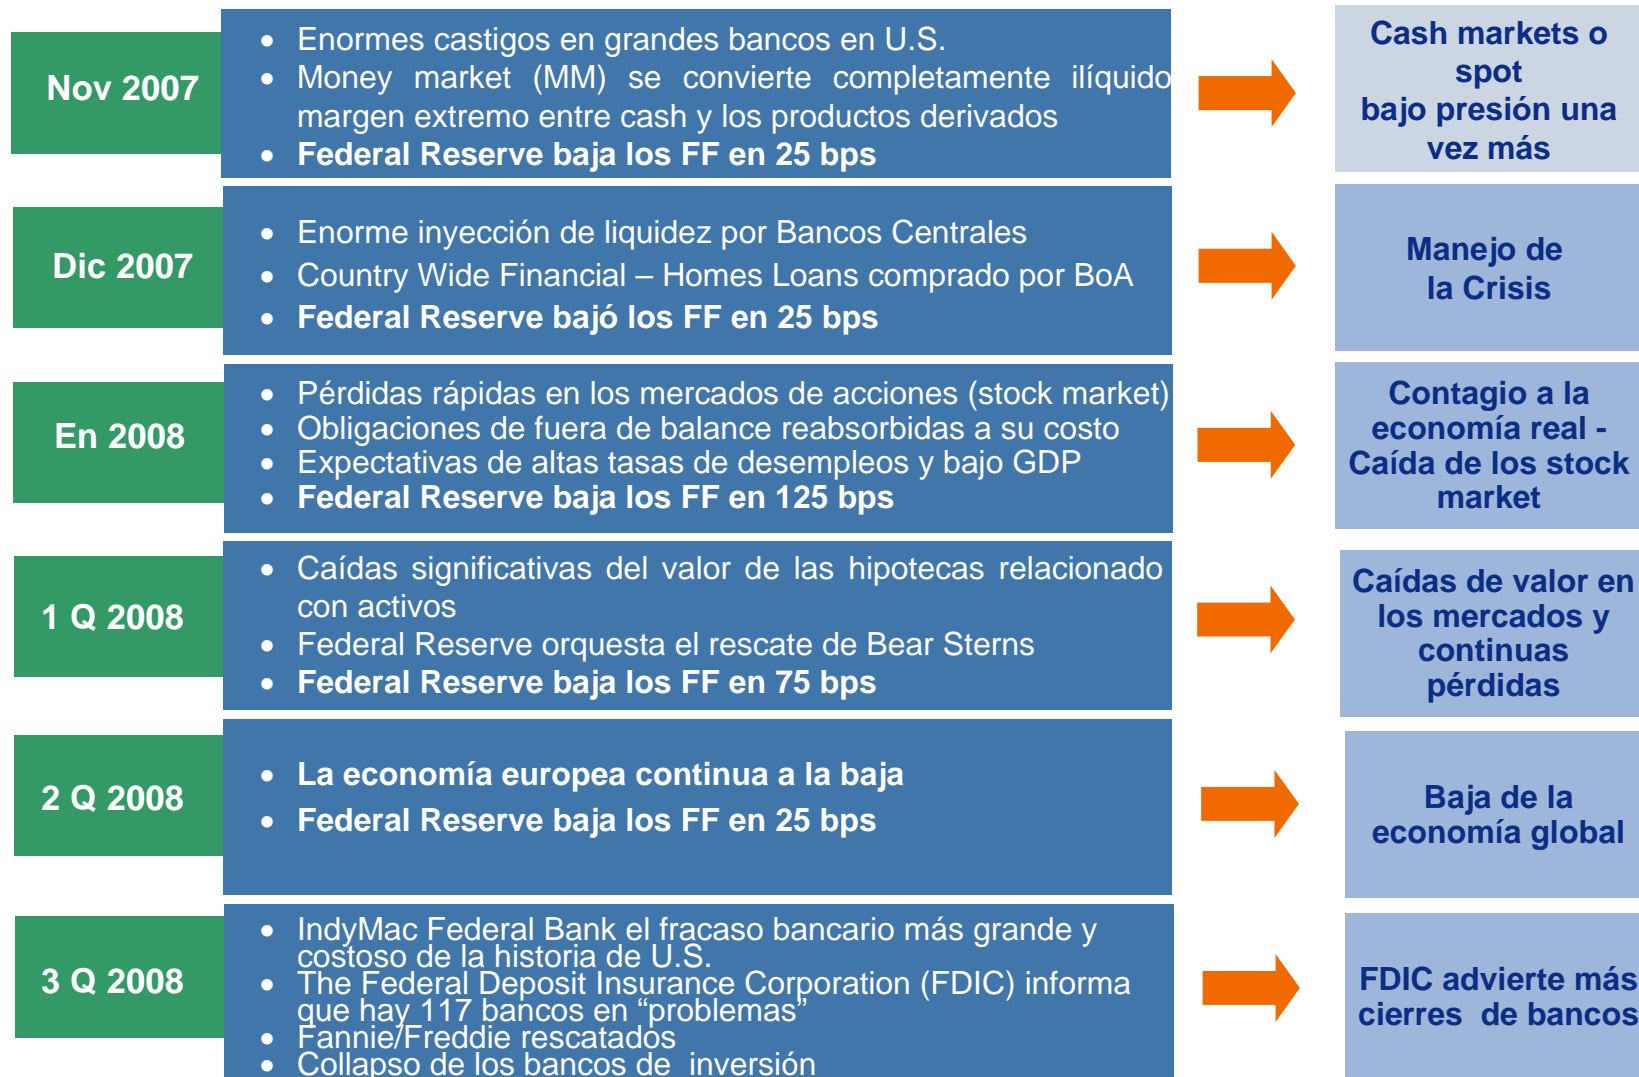 Nov 2007
• Enormes castigos en grandes bancos en U.S.
• Money market (MM) se convierte completamente ilíquido
margen extremo entre cash y los productos derivados
• Federal Reserve baja los FF en 25 bps
Cash markets o
spot
bajo presión una
vez más
Dic 2007
• Enorme inyección de liquidez por Bancos Centrales
• Country Wide Financial – Homes Loans comprado por BoA
• Federal Reserve bajó los FF en 25 bps
Manejo de
la Crisis
En 2008
• Pérdidas rápidas en los mercados de acciones (stock market)
• Obligaciones de fuera de balance reabsorbidas a su costo
• Expectativas de altas tasas de desempleos y bajo GDP
• Federal Reserve baja los FF en 125 bps
Contagio a la
economía real -
Caída de los stock
market
1 Q 2008
• Caídas significativas del valor de las hipotecas relacionado
con activos
• Federal Reserve orquesta el rescate de Bear Sterns
• Federal Reserve baja los FF en 75 bps
Caídas de valor en
los mercados y
continuas
pérdidas
2 Q 2008
• La economía europea continua a la baja
• Federal Reserve baja los FF en 25 bps
Baja de la
economía global
3 Q 2008
• IndyMac Federal Bank el fracaso bancario más grande y
costoso de la historia de U.S.
• The Federal Deposit Insurance Corporation (FDIC) informa
que hay 117 bancos en “problemas”
• Fannie/Freddie rescatados
• Collapso de los bancos de inversión
FDIC advierte más
cierres de bancos